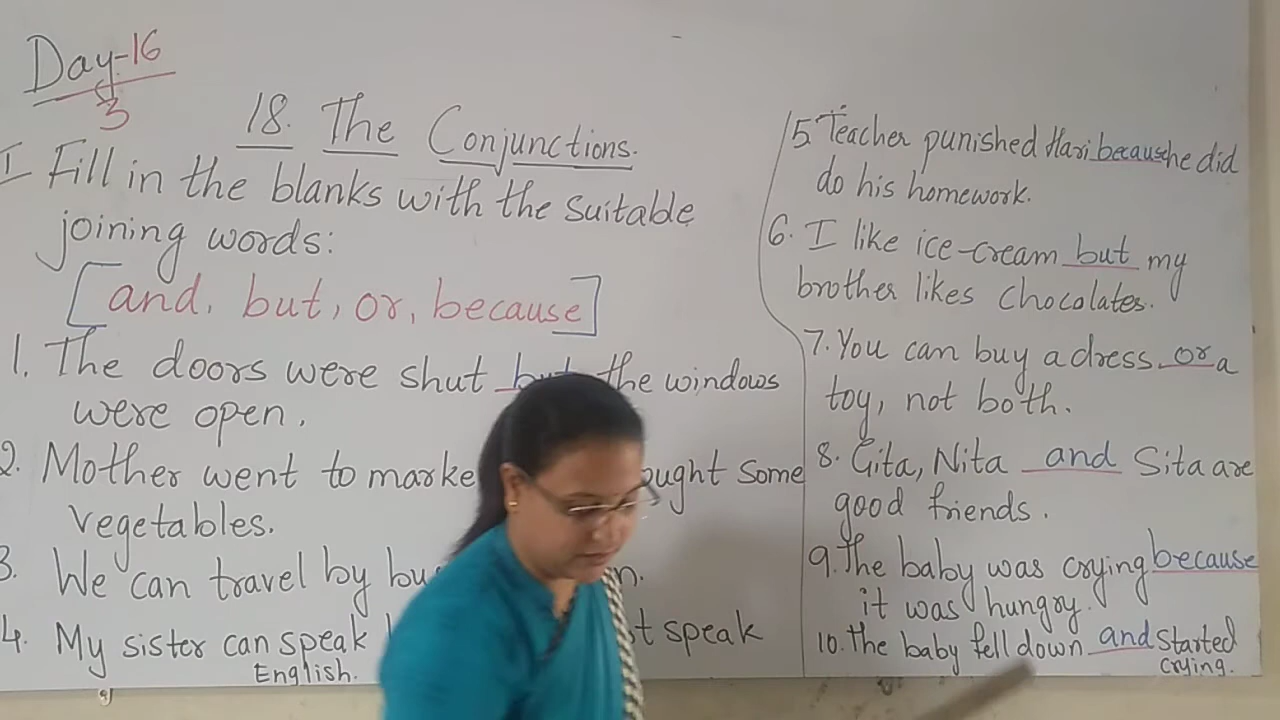 Day-16
3
18. The Conjunctions.
I Fill in the blanks with the suitable
joining words:
[and, but, or, because]
1. The doors were shut but the windows
were open.
2. Mother went to some
vegetables.
3. We can travel by
4. My sister can speak speak
English.
5. Teacher punished Hari because he did
do his homework.
6. I like ice-cream but my
brother likes chocolates.
7. You can buy a dress or a
toy, not both.
8. Gita, Nita and Sita are
good friends.
9. The baby was crying because
it was hungry.
10. The baby fell down and started
crying.